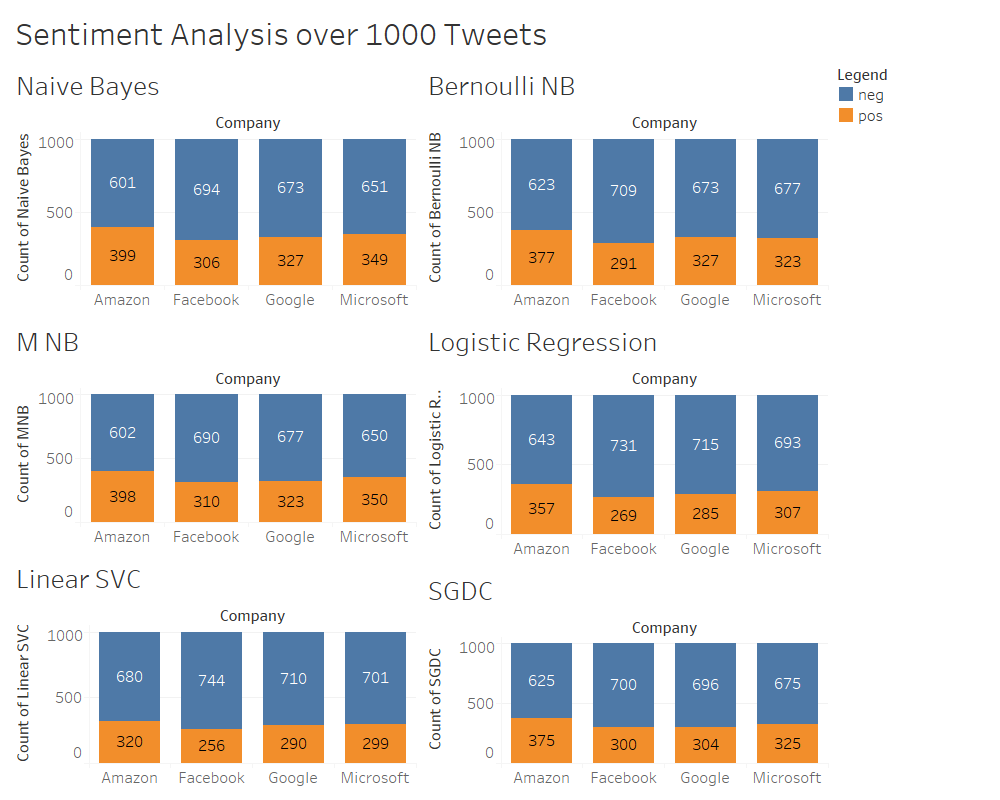 Sentiment Analysis over 1000 Tweets
Legend
neg
pos
Naive Bayes
Company
Count of Naive Bayes
1000
500
0
601
694
673
651
399
306
327
349
Amazon Facebook Google Microsoft
Bernoulli NB
Company
Count of Bernoulli NB
1000
500
0
623
709
673
677
377
291
327
323
Amazon Facebook Google Microsoft
M NB
Company
Count of MNB
1000
500
0
602
690
677
650
398
310
323
350
Amazon Facebook Google Microsoft
Logistic Regression
Company
Count of Logistic R..
1000
500
0
643
731
715
693
357
269
285
307
Amazon Facebook Google Microsoft
Linear SVC
Company
Count of Linear SVC
1000
500
0
680
744
710
701
320
256
290
299
Amazon Facebook Google Microsoft
SGDC
Company
Count of SGDC
1000
500
0
625
700
696
675
375
300
304
325
Amazon Facebook Google Microsoft